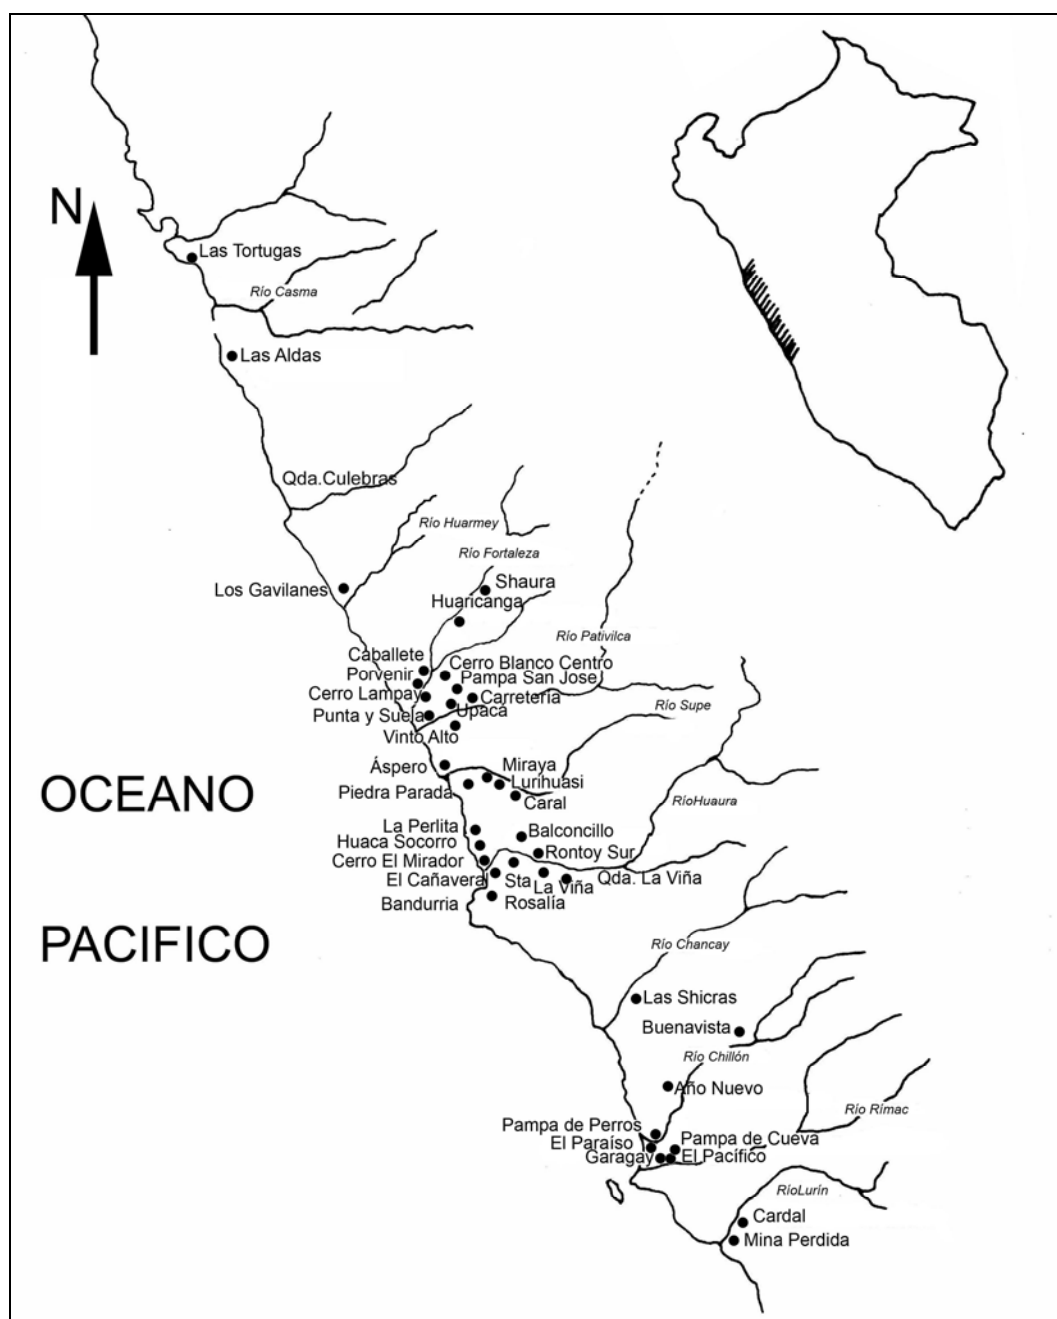 N
Las Tortugas
Río Casma
Las Aldas
Qda.Culebras
Río Huarmey
Río Fortaleza
Shaura
Los Gavilanes
Huaricanga
Río Pativilca
Caballete
Cerro Blanco Centro
Porvenir
Pampa San Jose
Cerro Lampay
Carretería
Upacá
Río Supe
Punta y Suela
Vinto Alto
Áspero
Miraya
Lurihuasi
Piedra Parada
Caral
OCEANO
RíoHuaura
La Perlita
Balconcillo
Huaca Socorro
Rontoy Sur
Cerro El Mirador
El Cañaveral
Sta
Rosalía
La Viña
Qda. La Viña
Bandurria
PACIFICO
Río Chancay
Las Shicras
Buenavista
Río Chillón
Año Nuevo
Río Rímac
Pampa de Perros
El Paraíso
Pampa de Cueva
Garagay
El Pacífico
RíoLurín
Cardal
Mina Perdida